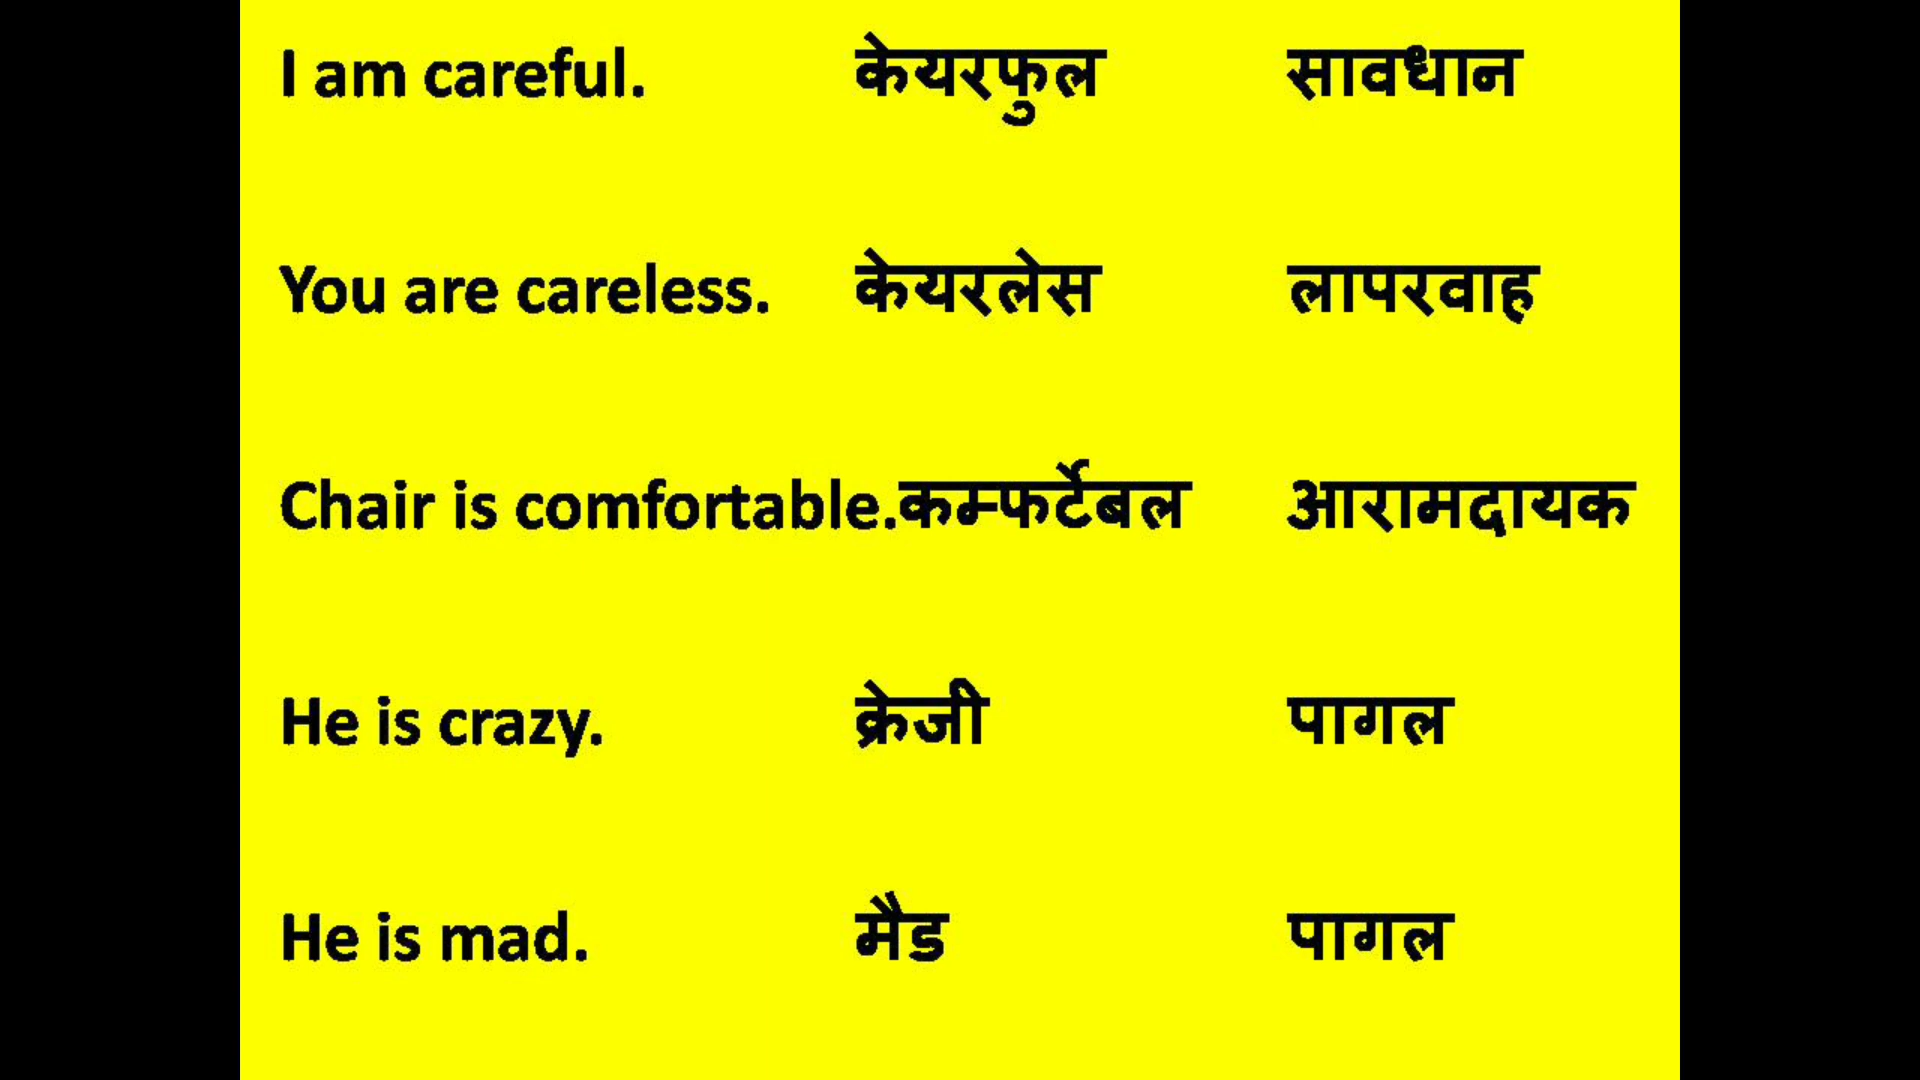 I am careful. केयरफुल सावधान
You are careless. केयरलेस लापरवाह
Chair is comfortable.कम्फर्टेबल आरामदायक
He is crazy. क्रेजी पागल
He is mad. मैड पागल